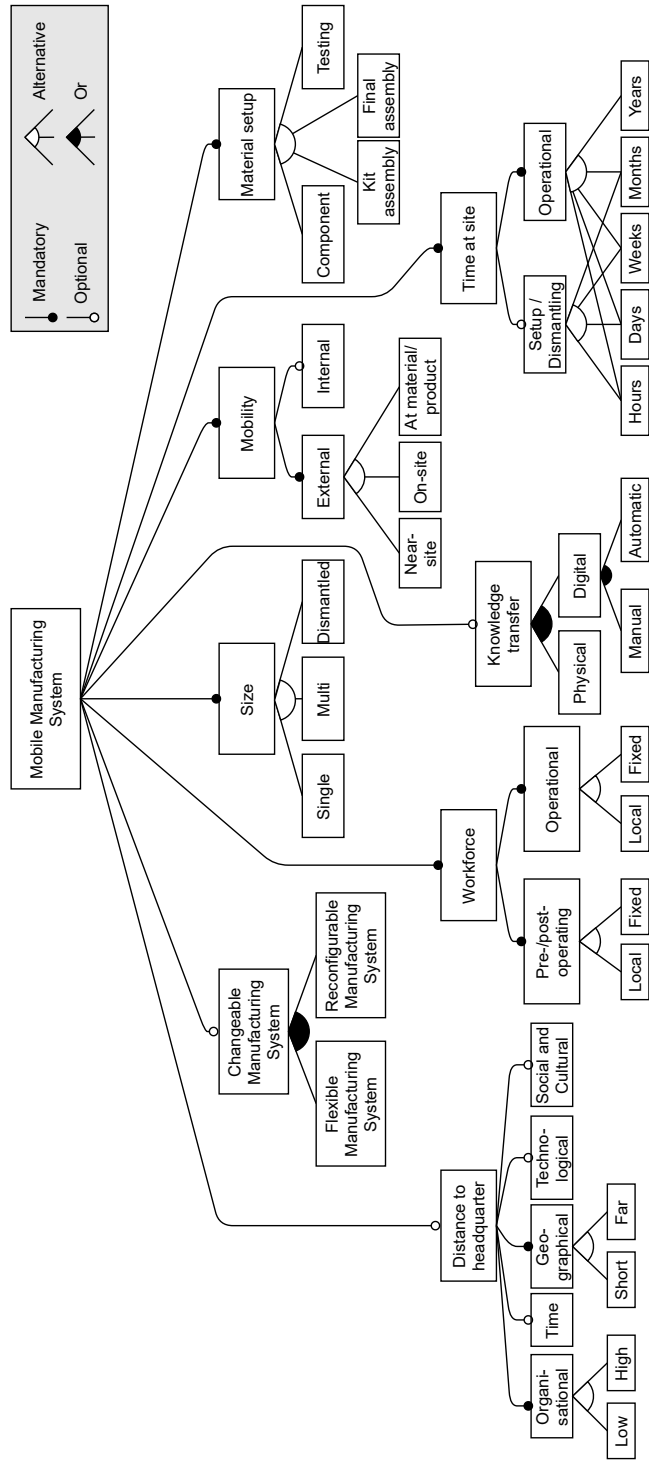 Mandatory
Optional
Alternative
Or
Mobile Manufacturing
System
Distance to
headquarter
Organi-
sational
Low
High
Time
Geo-
graphical
Short
Far
Techno-
logical
Social and
Cultural
Changeable
Manufacturing
System
Flexible
Manufacturing
System
Reconfigurable
Manufacturing
System
Workforce
Pre-/post-
operating
Local
Fixed
Operational
Local
Fixed
Size
Single
Multi
Dismantled
Knowledge
transfer
Physical
Digital
Manual
Automatic
Mobility
External
Near-
site
On-site
At material/
product
Internal
Time at site
Setup /
Dismantling
Operational
Hours
Days
Weeks
Months
Years
Material setup
Component
Kit
assembly
Final
assembly
Testing